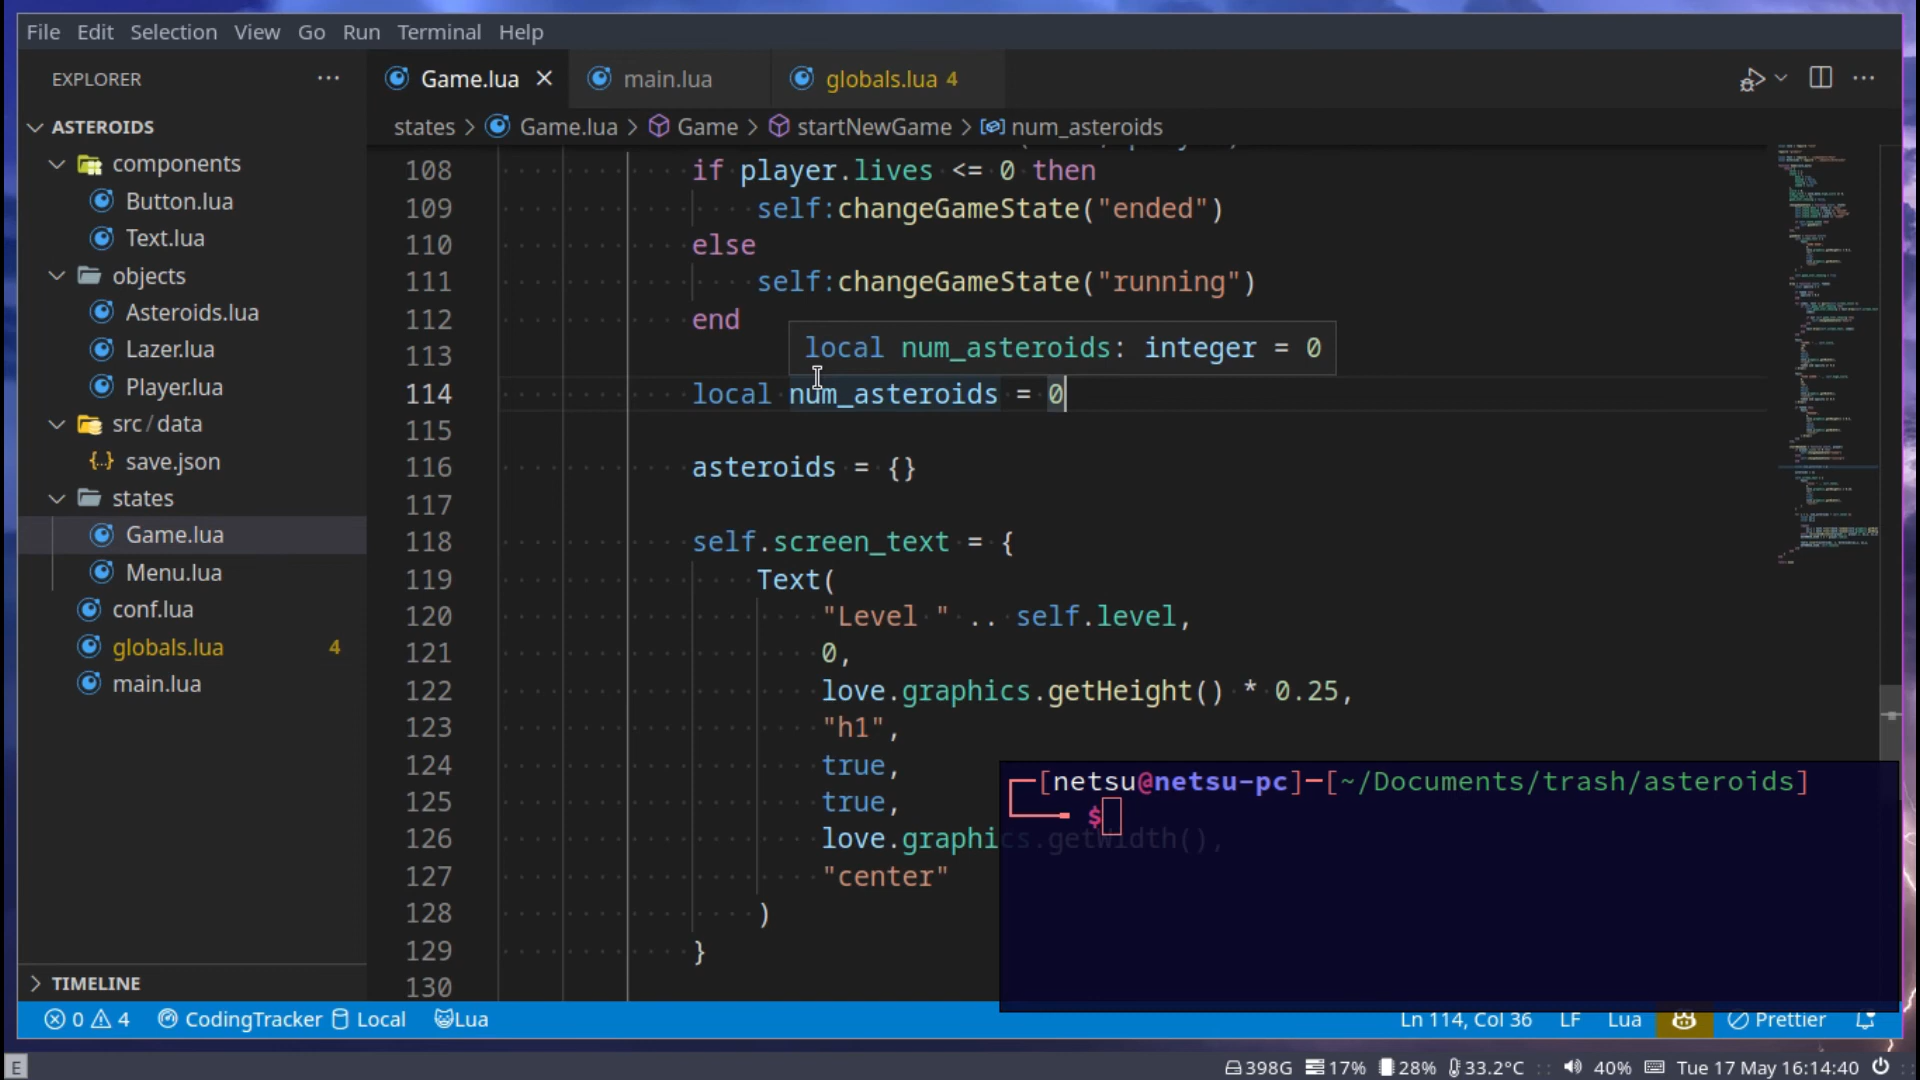 File Edit Selection View Go Run Terminal Help
EXPLORER
Game.lua
main.lua
globals.lua 4
ASTEROIDS
components
Button.lua
Text.lua
objects
Asteroids.lua
Lazer.lua
Player.lua
src/data
save.json
states
Game.lua
Menu.lua
conf.lua
globals.lua 4
main.lua
TIMELINE
states > Game.lua > Game > startNewGame > num_asteroids
108 if player.lives <= 0 then
109 self:changeGameState("ended")
110 else
111 self:changeGameState("running")
112 end
local num_asteroids: integer = 0
113
114 local num_asteroids = 0
115
116 asteroids = {}
117
118 self.screen_text = {
119 Text(
120 "Level " .. self.level,
121 0,
122 love.graphics.getHeight() * 0.25,
123 "h1",
124 true,
125 true,
126 love.graphics.getWidth(),
127 "center"
128 )
129 }
130
[netsu@netsu-pc]-[~/Documents/trash/asteroids]
$
0 4 CodingTracker Local Lua
Ln 114, Col 36 LF Lua Prettier
E
398G 17% 28% 33.2°C 40% Tue 17 May 16:14:40